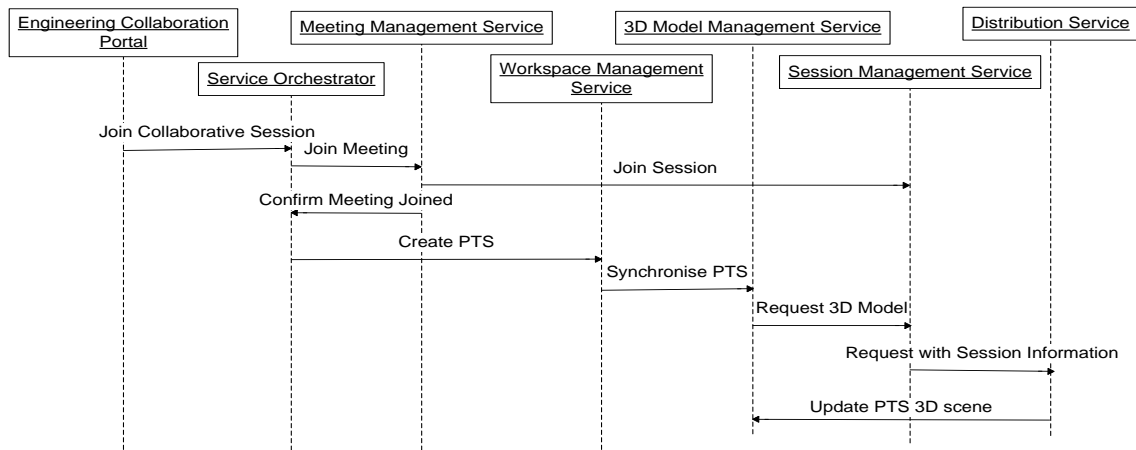 Engineering Collaboration
Portal
Meeting Management Service
3D Model Management Service
Distribution Service
Service Orchestrator
Workspace Management
Service
Session Management Service
Join Collaborative Session
Join Meeting
Join Session
Confirm Meeting Joined
Create PTS
Synchronise PTS
Request 3D Model
Request with Session Information
Update PTS 3D scene